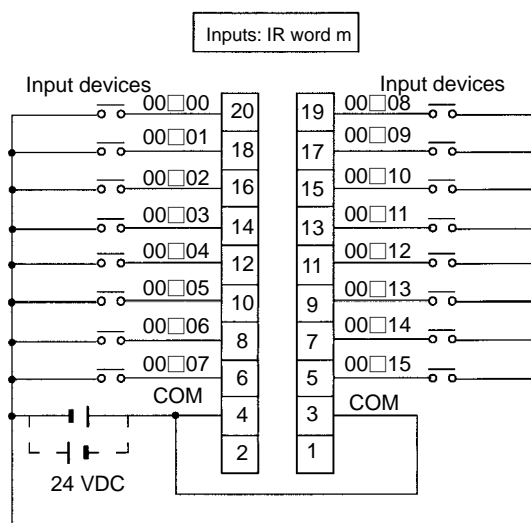 Inputs: IR word m
Input devices Input devices
00□00 20 19 00□08
00□01 18 17 00□09
00□02 16 15 00□10
00□03 14 13 00□11
00□04 12 11 00□12
00□05 10 9 00□13
00□06 8 7 00□14
00□07 6 5 00□15
COM 4 3 COM
2 1
24 VDC